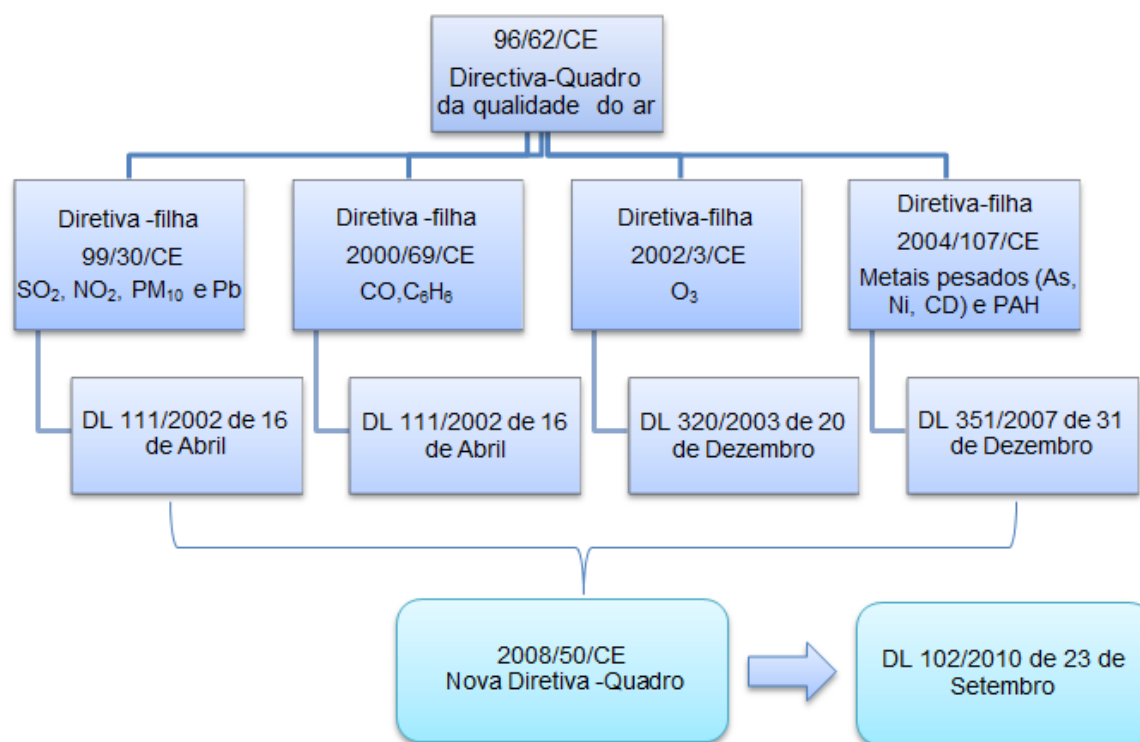 96/62/CE
Directiva-Quadro
da qualidade do ar
Diretiva -filha
99/30/CE
SO₂, NO₂, PM₁₀ e Pb
Diretiva -filha
2000/69/CE
CO,C₆H₆
Diretiva-filha
2002/3/CE
O₃
Diretiva-filha
2004/107/CE
Metais pesados (As,
Ni, CD) e PAH
DL 111/2002 de 16
de Abril
DL 111/2002 de 16
de Abril
DL 320/2003 de 20
de Dezembro
DL 351/2007 de 31
de Dezembro
2008/50/CE
Nova Diretiva -Quadro
DL 102/2010 de 23 de
Setembro